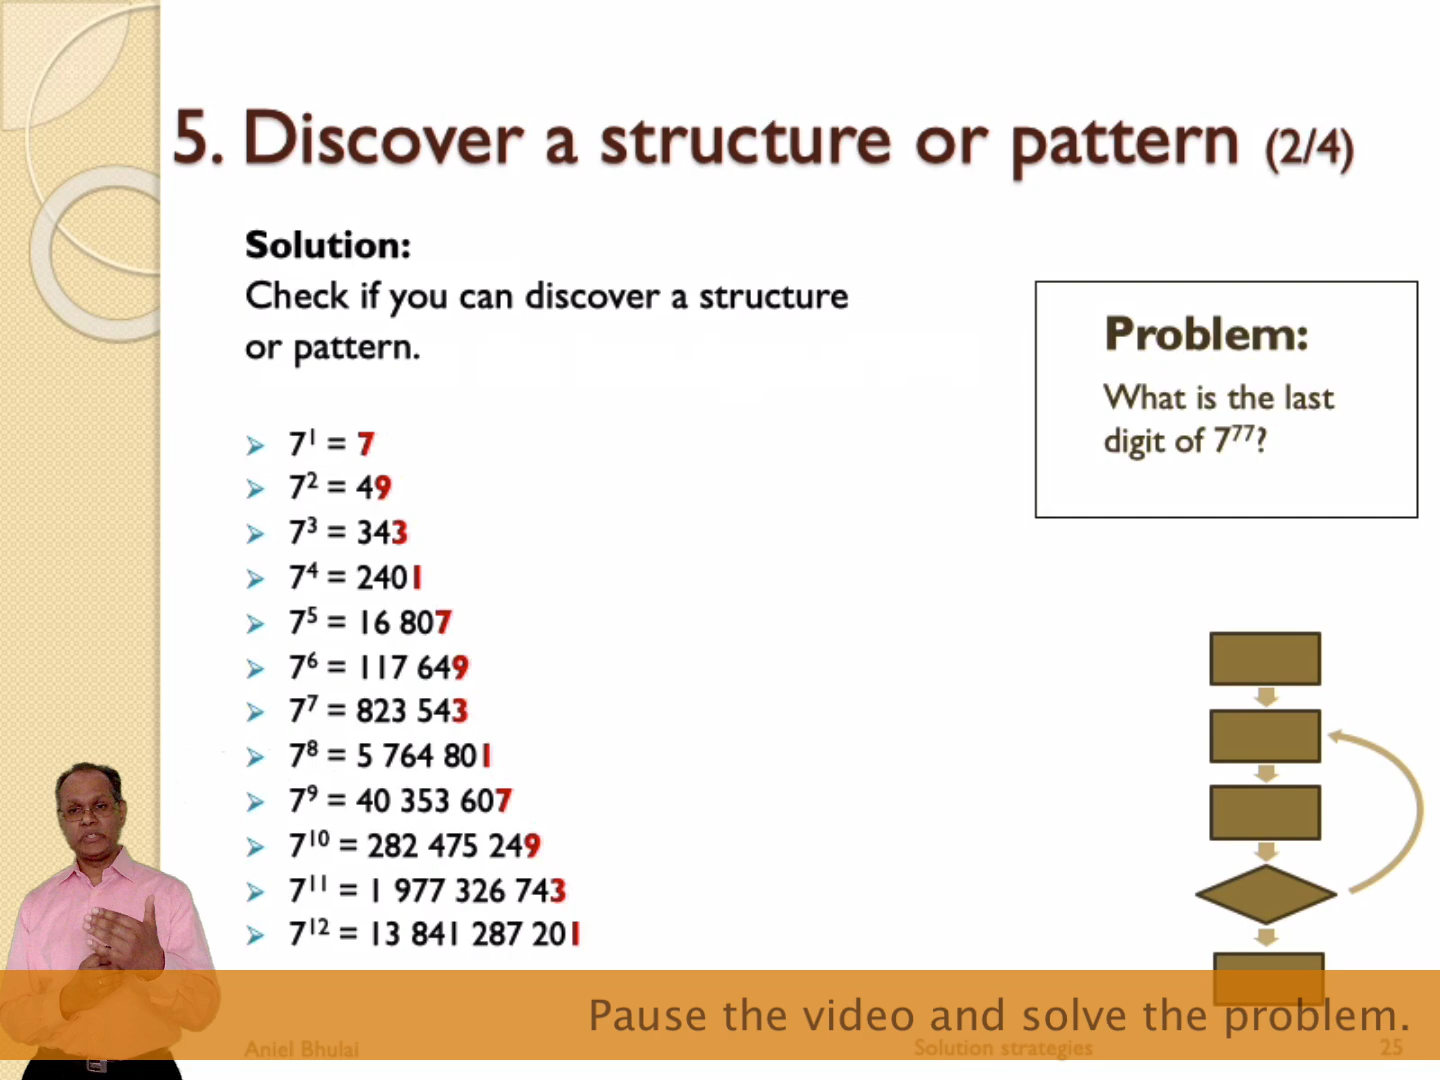 5. Discover a structure or pattern (2/4)
Solution:
Check if you can discover a structure
or pattern.
7¹ = 7
7² = 49
7³ = 343
7⁴ = 2401
7⁵ = 16 807
7⁶ = 117 649
7⁷ = 823 543
7⁸ = 5 764 801
7⁹ = 40 353 607
7¹⁰ = 282 475 249
7¹¹ = 1 977 326 743
7¹² = 13 841 287 201
Problem:
What is the last
digit of 7⁷⁷?
Pause the video and solve the problem.
Aniel Bhulai
Solution strategies
25